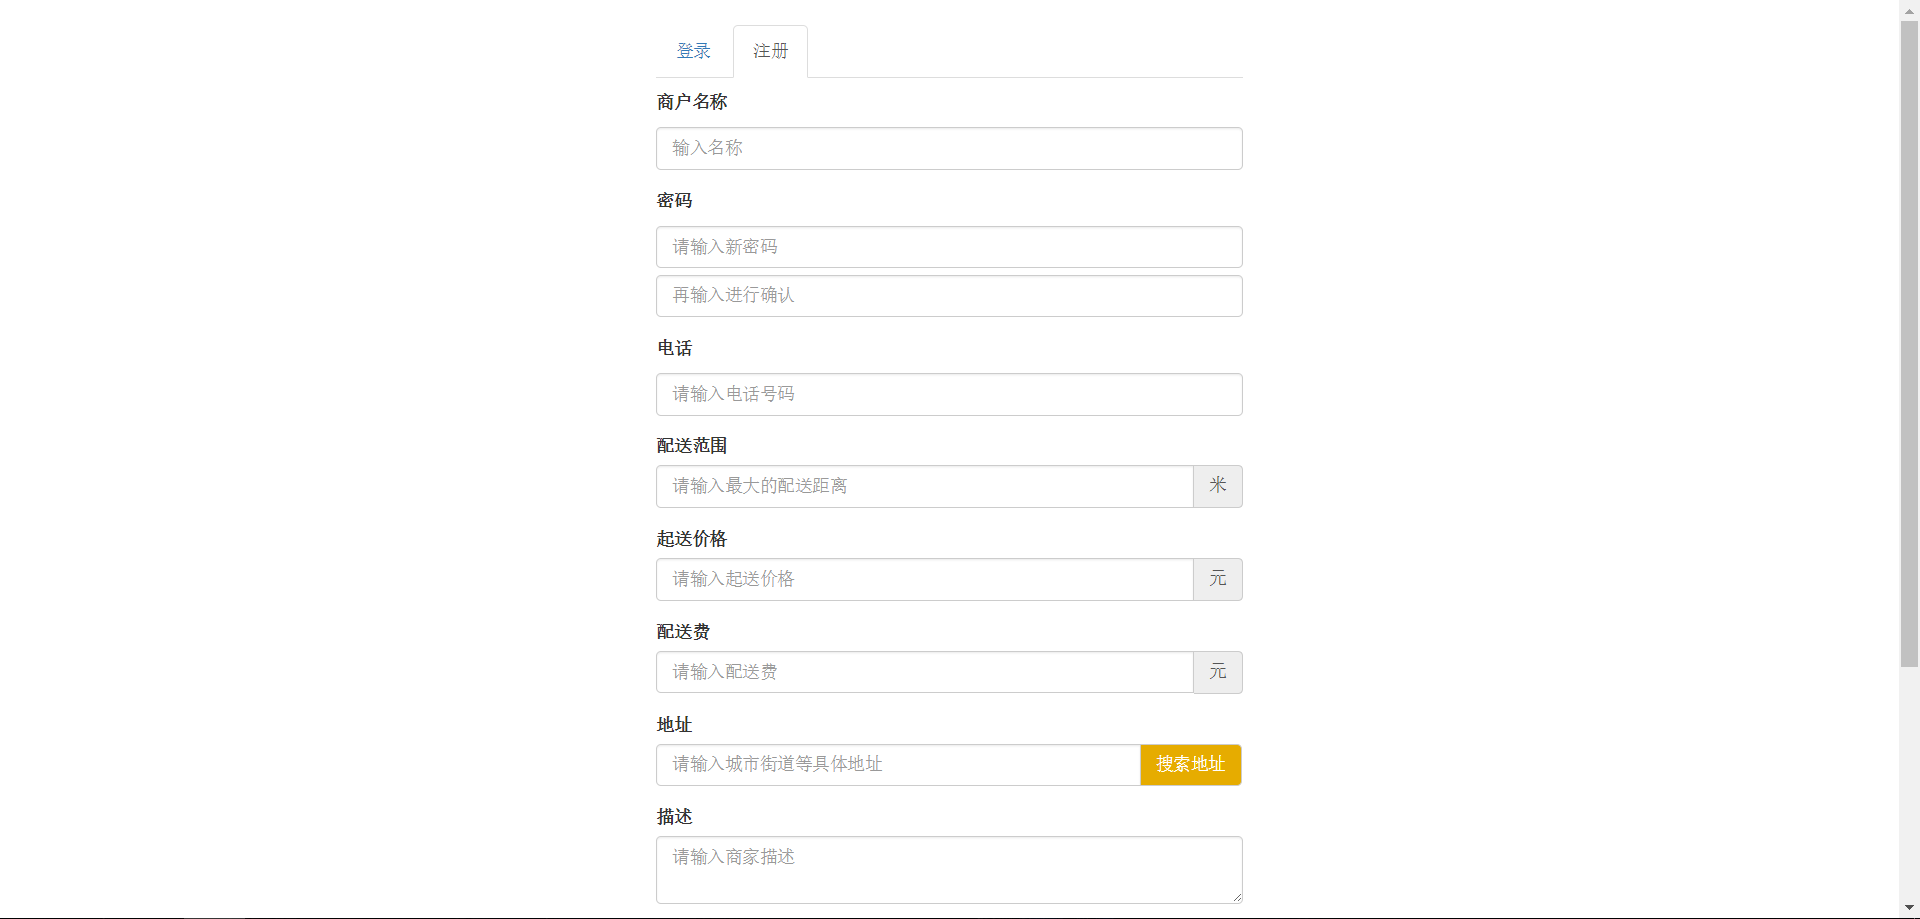 登录 注册
商户名称
输入名称
密码
请输入新密码
再输入进行确认
电话
请输入电话号码
配送范围
请输入最大的配送距离 米
起送价格
请输入起送价格 元
配送费
请输入配送费 元
地址
请输入城市街道等具体地址 搜索地址
描述
请输入商家描述